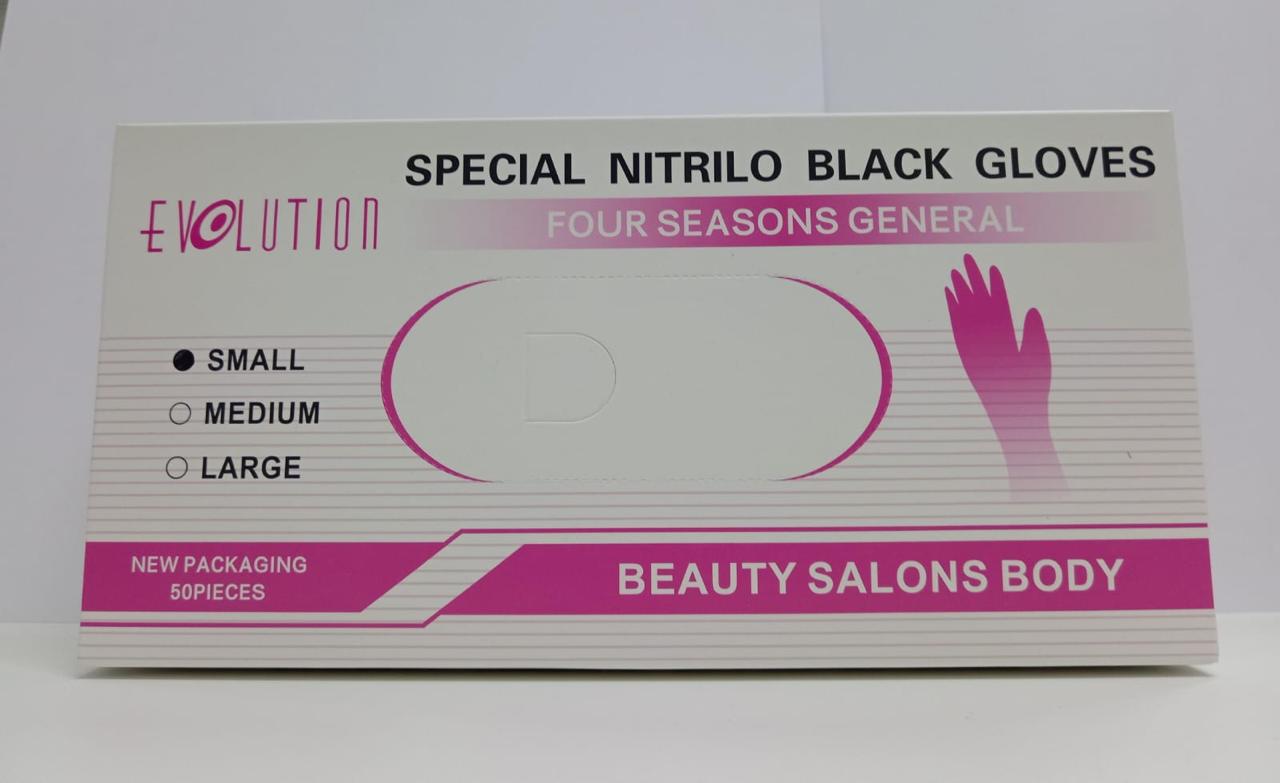 SPECIAL NITRILO BLACK GLOVES
EVOLUTION
FOUR SEASONS GENERAL
SMALL
MEDIUM
LARGE
NEW PACKAGING
50PIECES
BEAUTY SALONS BODY